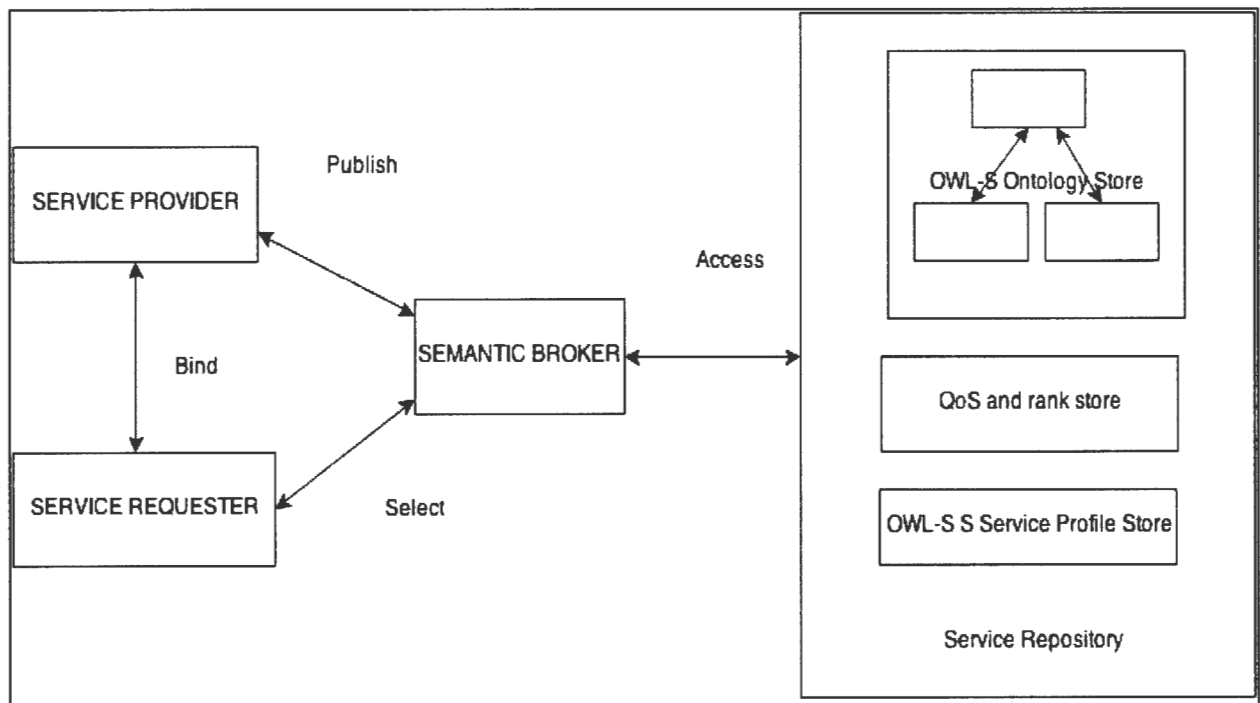 Publish
SERVICE PROVIDER
OWL-S Ontology Store
Access
SEMANTIC BROKER
Bind
QoS and rank store
SERVICE REQUESTER
Select
OWL-S S Service Profile Store
Service Repository